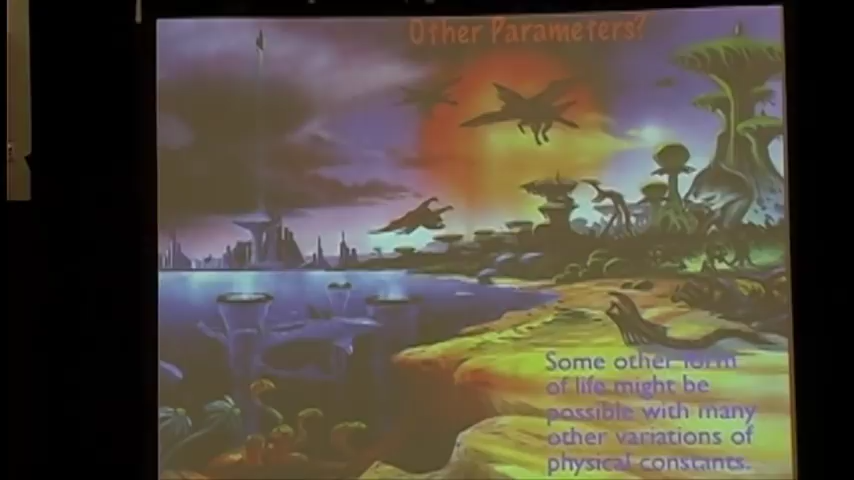 Other Parameters?
Some other form
of life might be
possible with many
other variations of
physical constants.